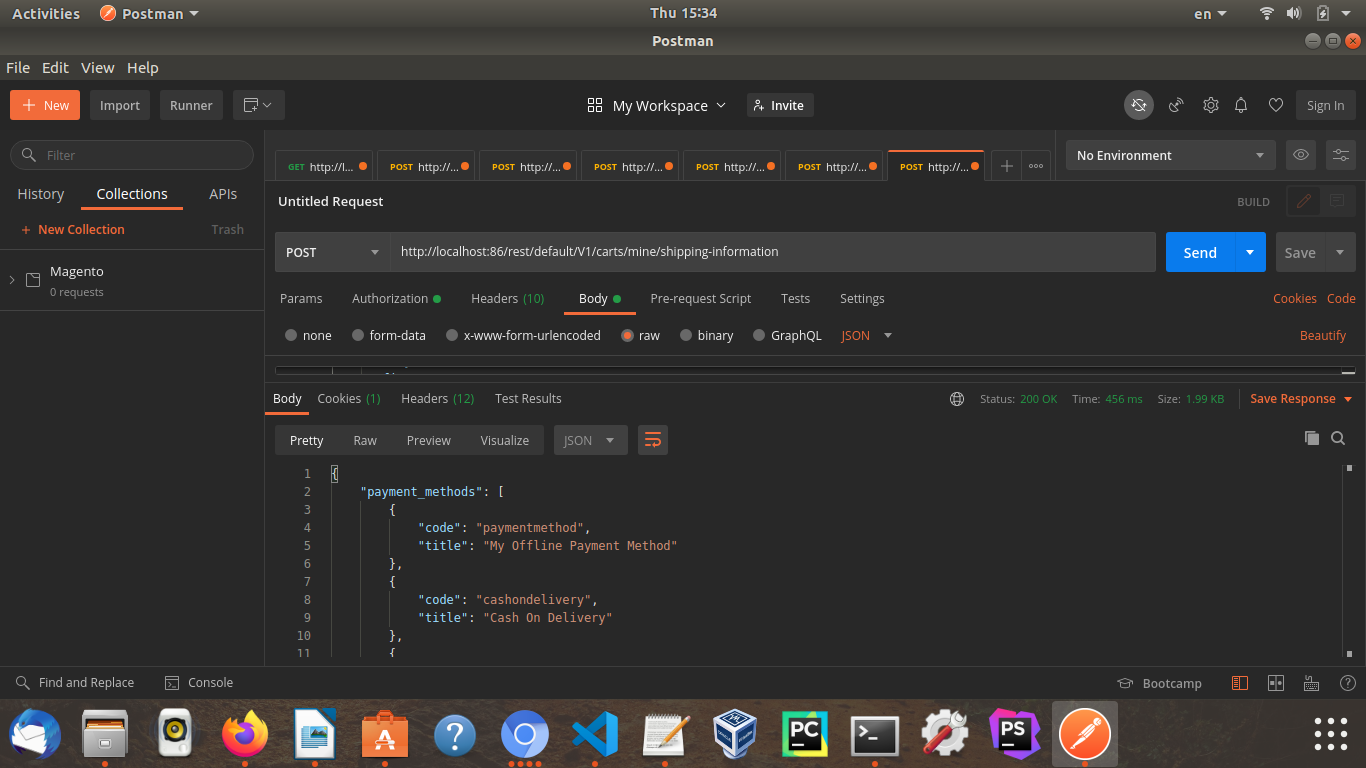 Activities Postman Thu 15:34 en
Postman
File Edit View Help
New Import Runner My Workspace Invite Sign In
Filter
History Collections APIs
+ New Collection Trash
Magento
0 requests
GET http://l... POST http://... POST http://... POST http://... POST http://... POST http://... POST http://... No Environment
Untitled Request BUILD
POST http://localhost:86/rest/default/V1/carts/mine/shipping-information Send Save
Params Authorization Headers (10) Body Pre-request Script Tests Settings Cookies Code
none form-data x-www-form-urlencoded raw binary GraphQL JSON Beautify
Body Cookies (1) Headers (12) Test Results Status: 200 OK Time: 456 ms Size: 1.99 KB Save Response
Pretty Raw Preview Visualize JSON
1 {
2 "payment_methods": [
3 {
4 "code": "paymentmethod",
5 "title": "My Offline Payment Method"
6 },
7 {
8 "code": "cashondelivery",
9 "title": "Cash On Delivery"
10 },
11 {
Find and Replace Console Bootcamp
PC PS